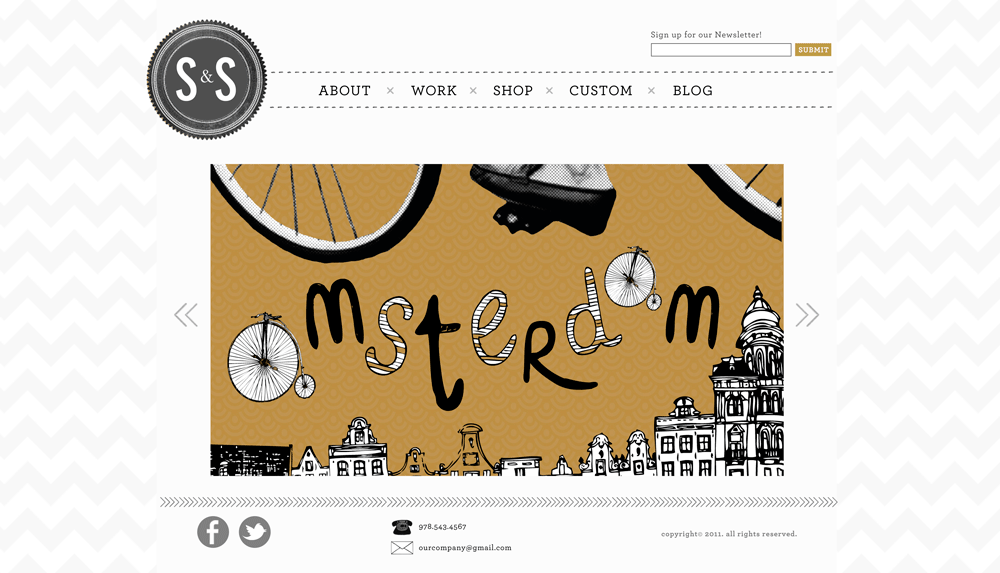 S & S
Sign up for our Newsletter!
SUBMIT
ABOUT × WORK × SHOP × CUSTOM × BLOG
msterdam
978.543.4567
ourcompany@gmail.com
copyright© 2011. all rights reserved.